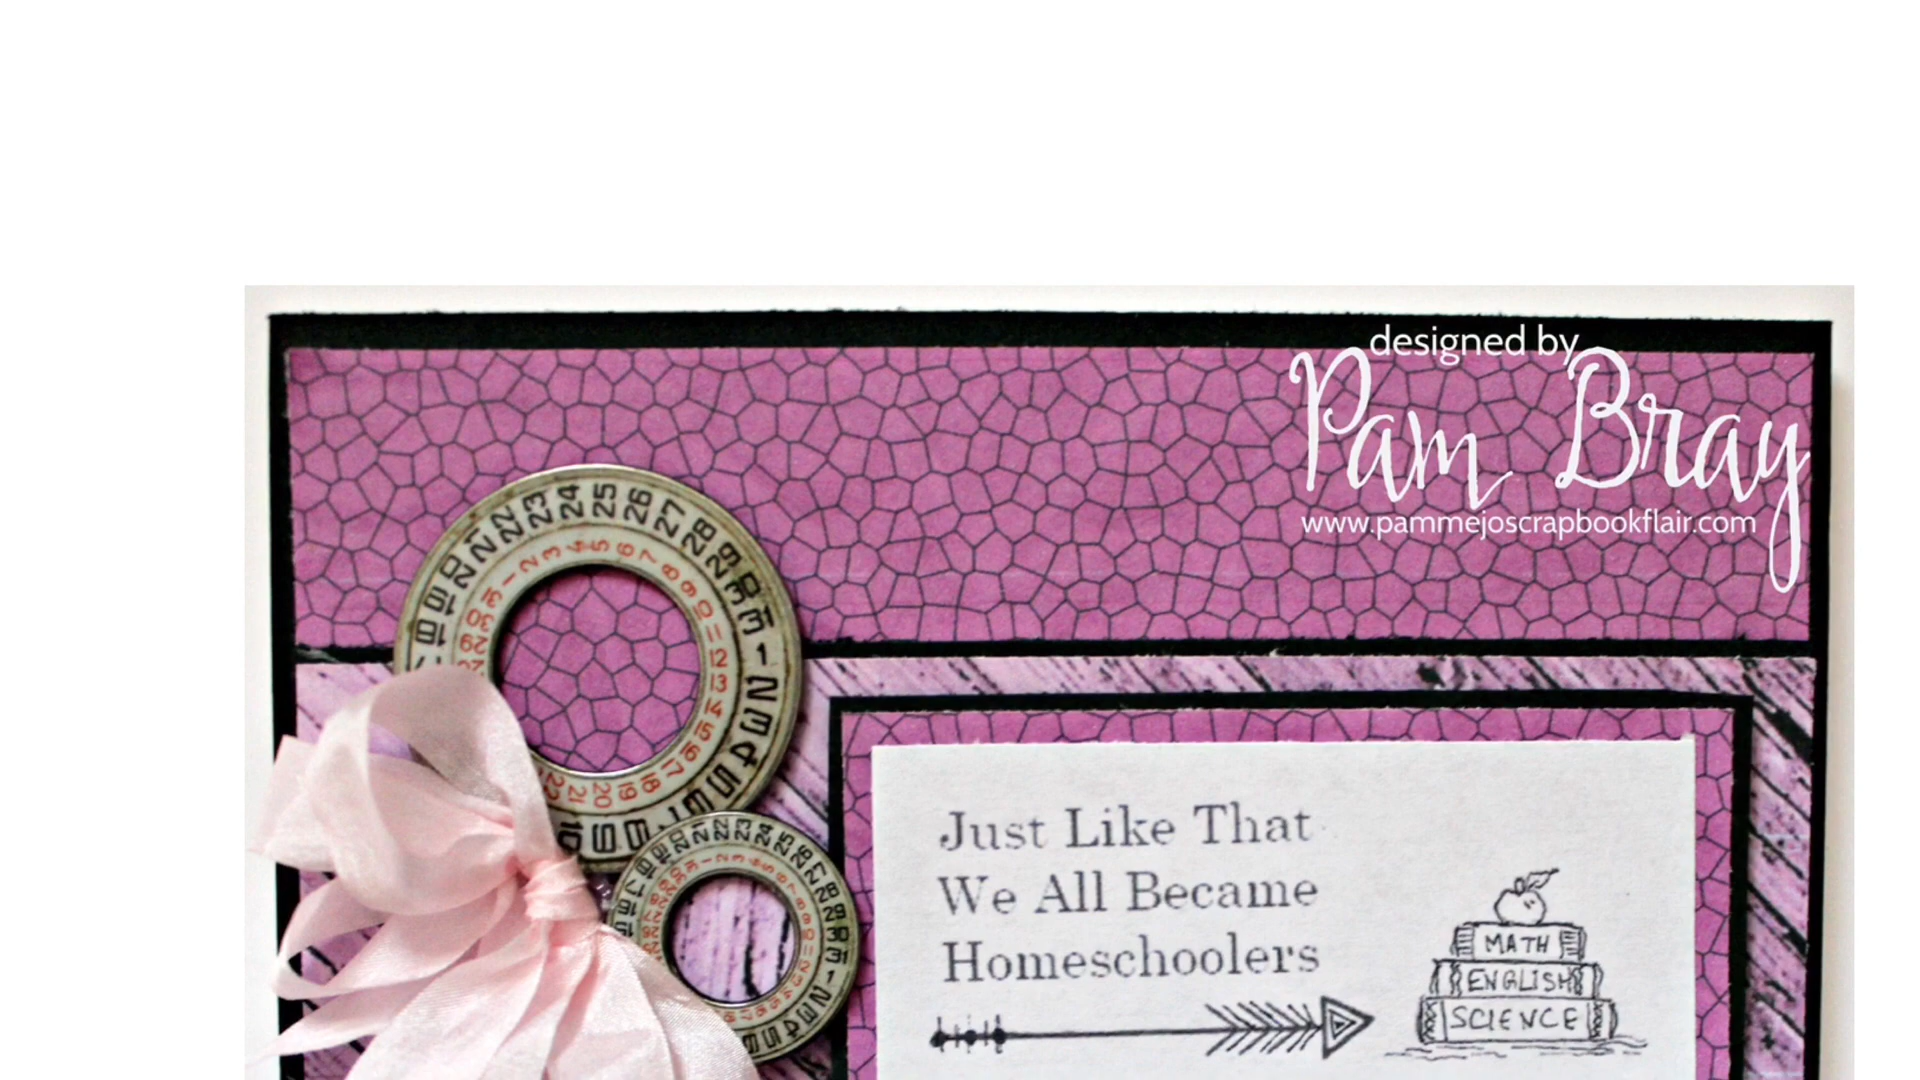 designed by
Pam Bray
www.pammejoscrapbookflair.com
Just Like That
We All Became
Homeschoolers
MATH
ENGLISH
SCIENCE